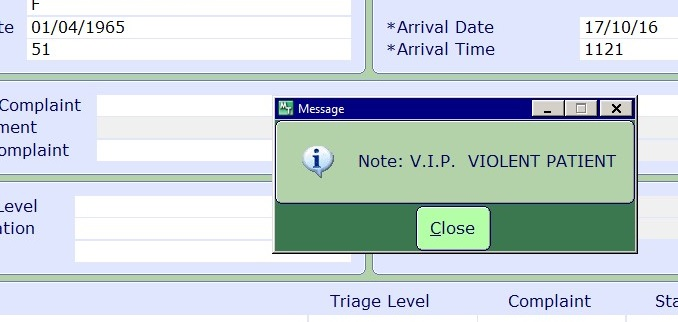 F
te 01/04/1965
51
*Arrival Date 17/10/16
*Arrival Time 1121
Complaint
ment
omplaint
Message
Note: V.I.P. VIOLENT PATIENT
Close
Level
ation
Triage Level Complaint Sta